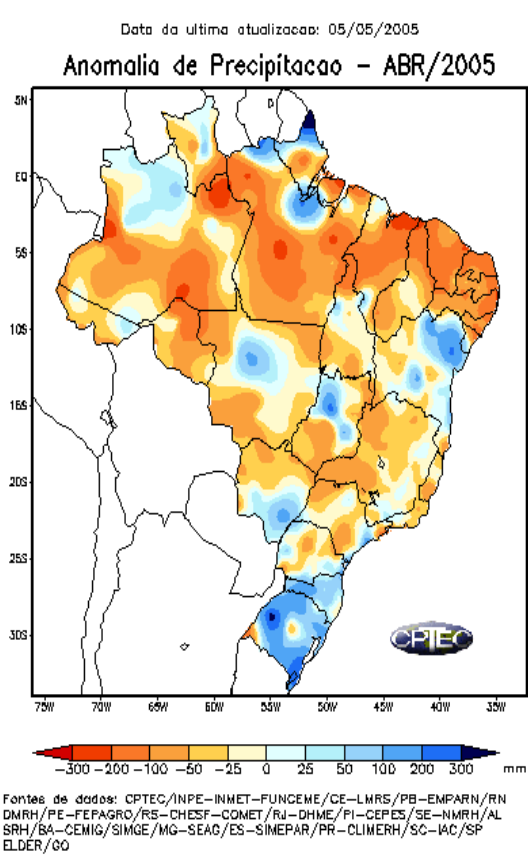 Data da ultima atualizacao: 05/05/2005
Anomalia de Precipitacao – ABR/2005
5N
EQ
5S
10S
15S
20S
25S
30S
CPTEC
75W 70W 65W 60W 55W 50W 45W 40W 35W
-300 -200 -100 -50 -25 0 25 50 100 200 300 mm
Fontes de dados: CPTEC/INPE-INMET-FUNCEME/CE-LMRS/PB-EMPARN/RN
DMRH/PE-FEPAGRO/RS-CHESF-COMET/RJ-DHME/PI-CEPES/SE-NMRH/AL
SRH/BA-CEMIG/SIMGE/MG-SEAG/ES-SIMEPAR/PR-CLIMERH/SC-IAC/SP
ELDER/GO